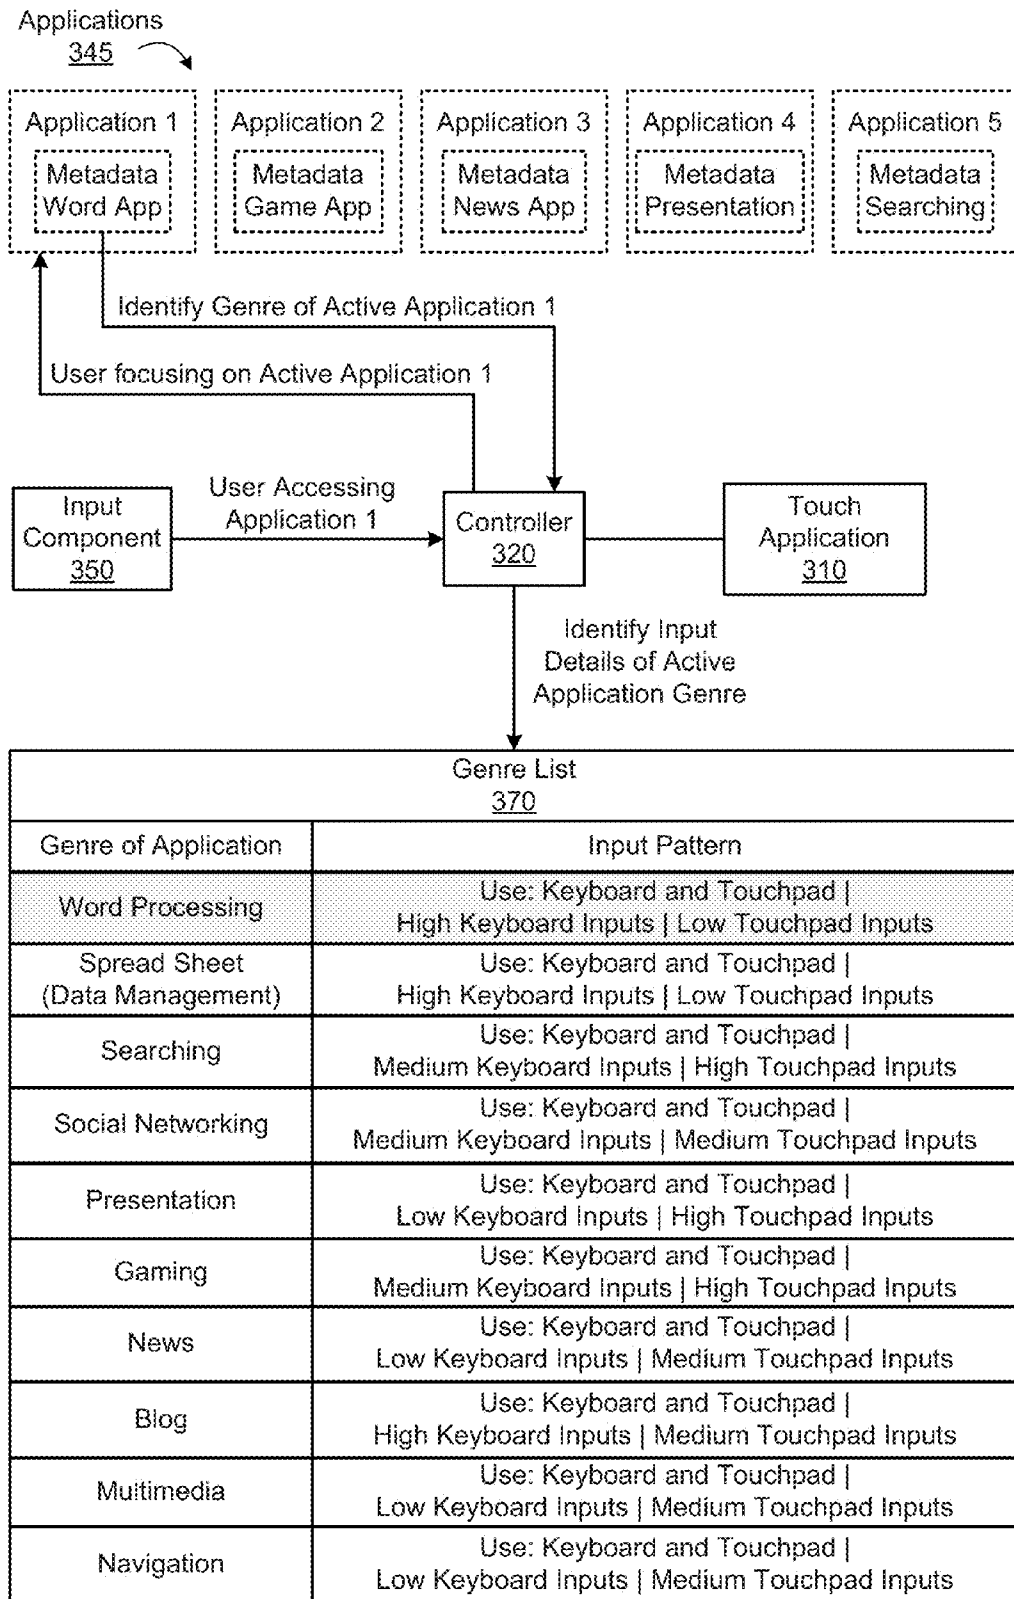 Applications
345
Application 1
Metadata
Word App
Application 2
Metadata
Game App
Application 3
Metadata
News App
Application 4
Metadata
Presentation
Application 5
Metadata
Searching
Identify Genre of Active Application 1
User focusing on Active Application 1
Input
Component
350
User Accessing
Application 1
Controller
320
Touch
Application
310
Identify Input
Details of Active
Application Genre
Genre List
370
Genre of Application
Input Pattern
Word Processing
Use: Keyboard and Touchpad |
High Keyboard Inputs | Low Touchpad Inputs
Spread Sheet
(Data Management)
Use: Keyboard and Touchpad |
High Keyboard Inputs | Low Touchpad Inputs
Searching
Use: Keyboard and Touchpad |
Medium Keyboard Inputs | High Touchpad Inputs
Social Networking
Use: Keyboard and Touchpad |
Medium Keyboard Inputs | Medium Touchpad Inputs
Presentation
Use: Keyboard and Touchpad |
Low Keyboard Inputs | High Touchpad Inputs
Gaming
Use: Keyboard and Touchpad |
Medium Keyboard Inputs | High Touchpad Inputs
News
Use: Keyboard and Touchpad |
Low Keyboard Inputs | Medium Touchpad Inputs
Blog
Use: Keyboard and Touchpad |
High Keyboard Inputs | Medium Touchpad Inputs
Multimedia
Use: Keyboard and Touchpad |
Low Keyboard Inputs | Medium Touchpad Inputs
Navigation
Use: Keyboard and Touchpad |
Low Keyboard Inputs | Medium Touchpad Inputs